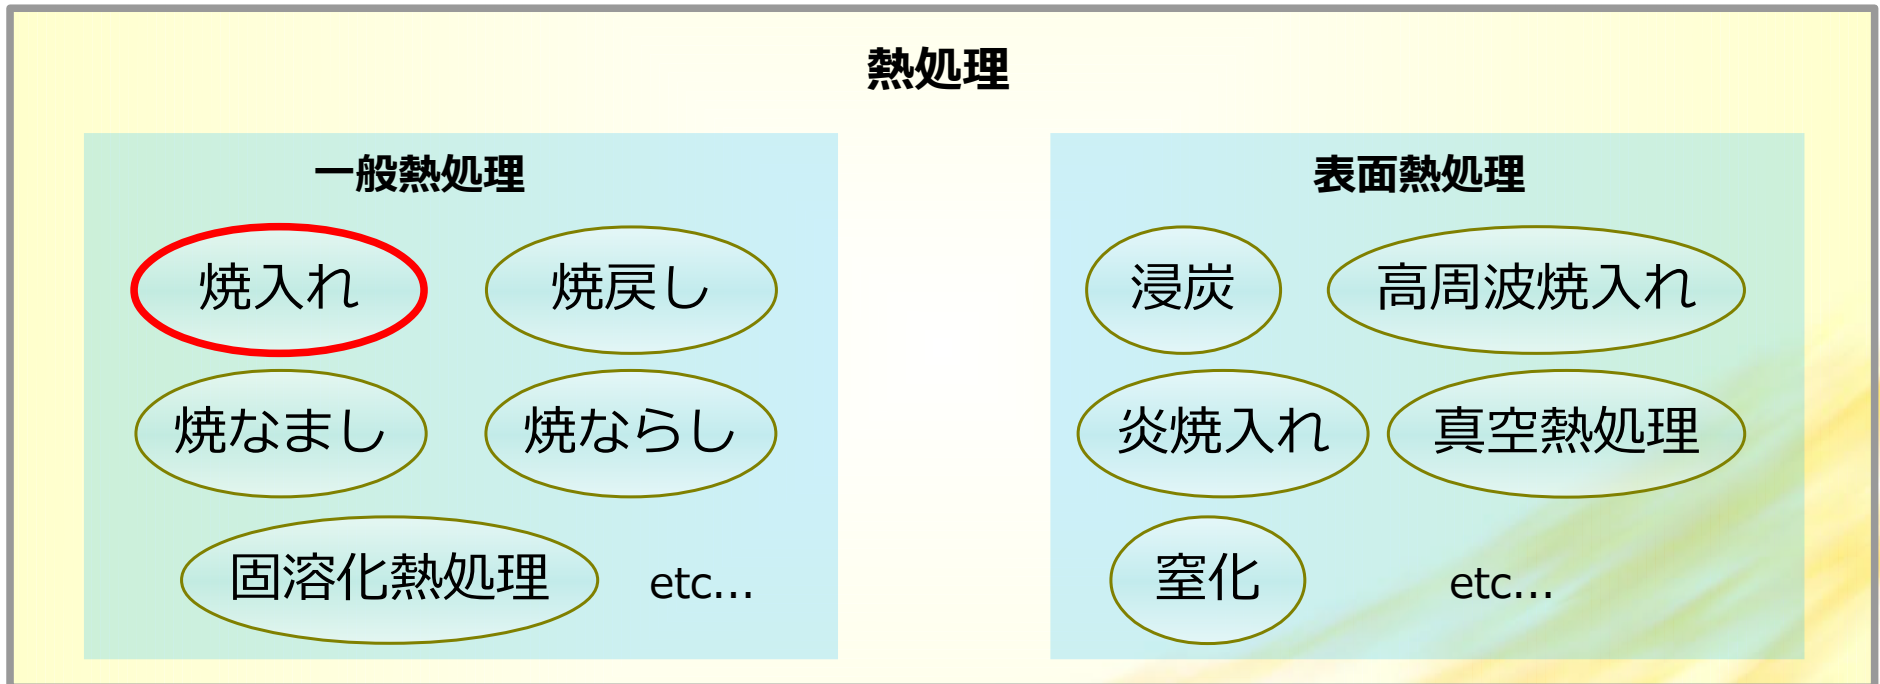 熱処理
一般熱処理
焼入れ
焼戻し
焼なまし
焼ならし
固溶化熱処理
etc…
表面熱処理
浸炭
高周波焼入れ
炎焼入れ
真空熱処理
窒化
etc…